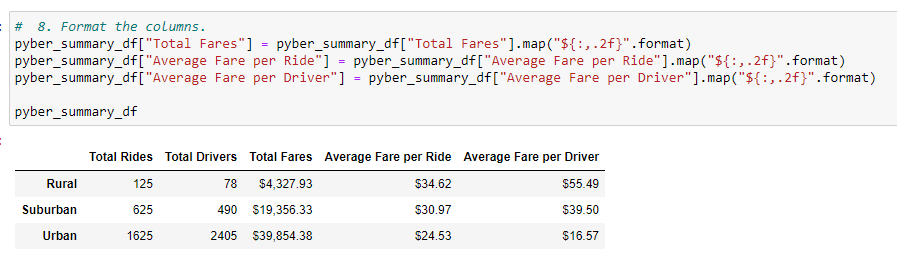 # 8. Format the columns.
pyber_summary_df["Total Fares"] = pyber_summary_df["Total Fares"].map("${:,.2f}".format)
pyber_summary_df["Average Fare per Ride"] = pyber_summary_df["Average Fare per Ride"].map("${:,.2f}".format)
pyber_summary_df["Average Fare per Driver"] = pyber_summary_df["Average Fare per Driver"].map("${:,.2f}".format)
pyber_summary_df
Total Rides Total Drivers Total Fares Average Fare per Ride Average Fare per Driver
Rural 125 78 $4,327.93 $34.62 $55.49
Suburban 625 490 $19,356.33 $30.97 $39.50
Urban 1625 2405 $39,854.38 $24.53 $16.57